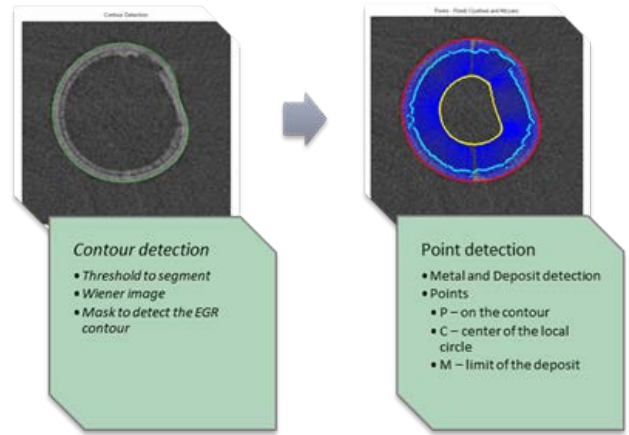 Contour Detection
Contour detection
• Threshold to segment
• Wiener image
• Mask to detect the EGR
contour
Point detection
• Metal and Deposit detection
• Points
• P – on the contour
• C – center of the local
circle
• M – limit of the deposit